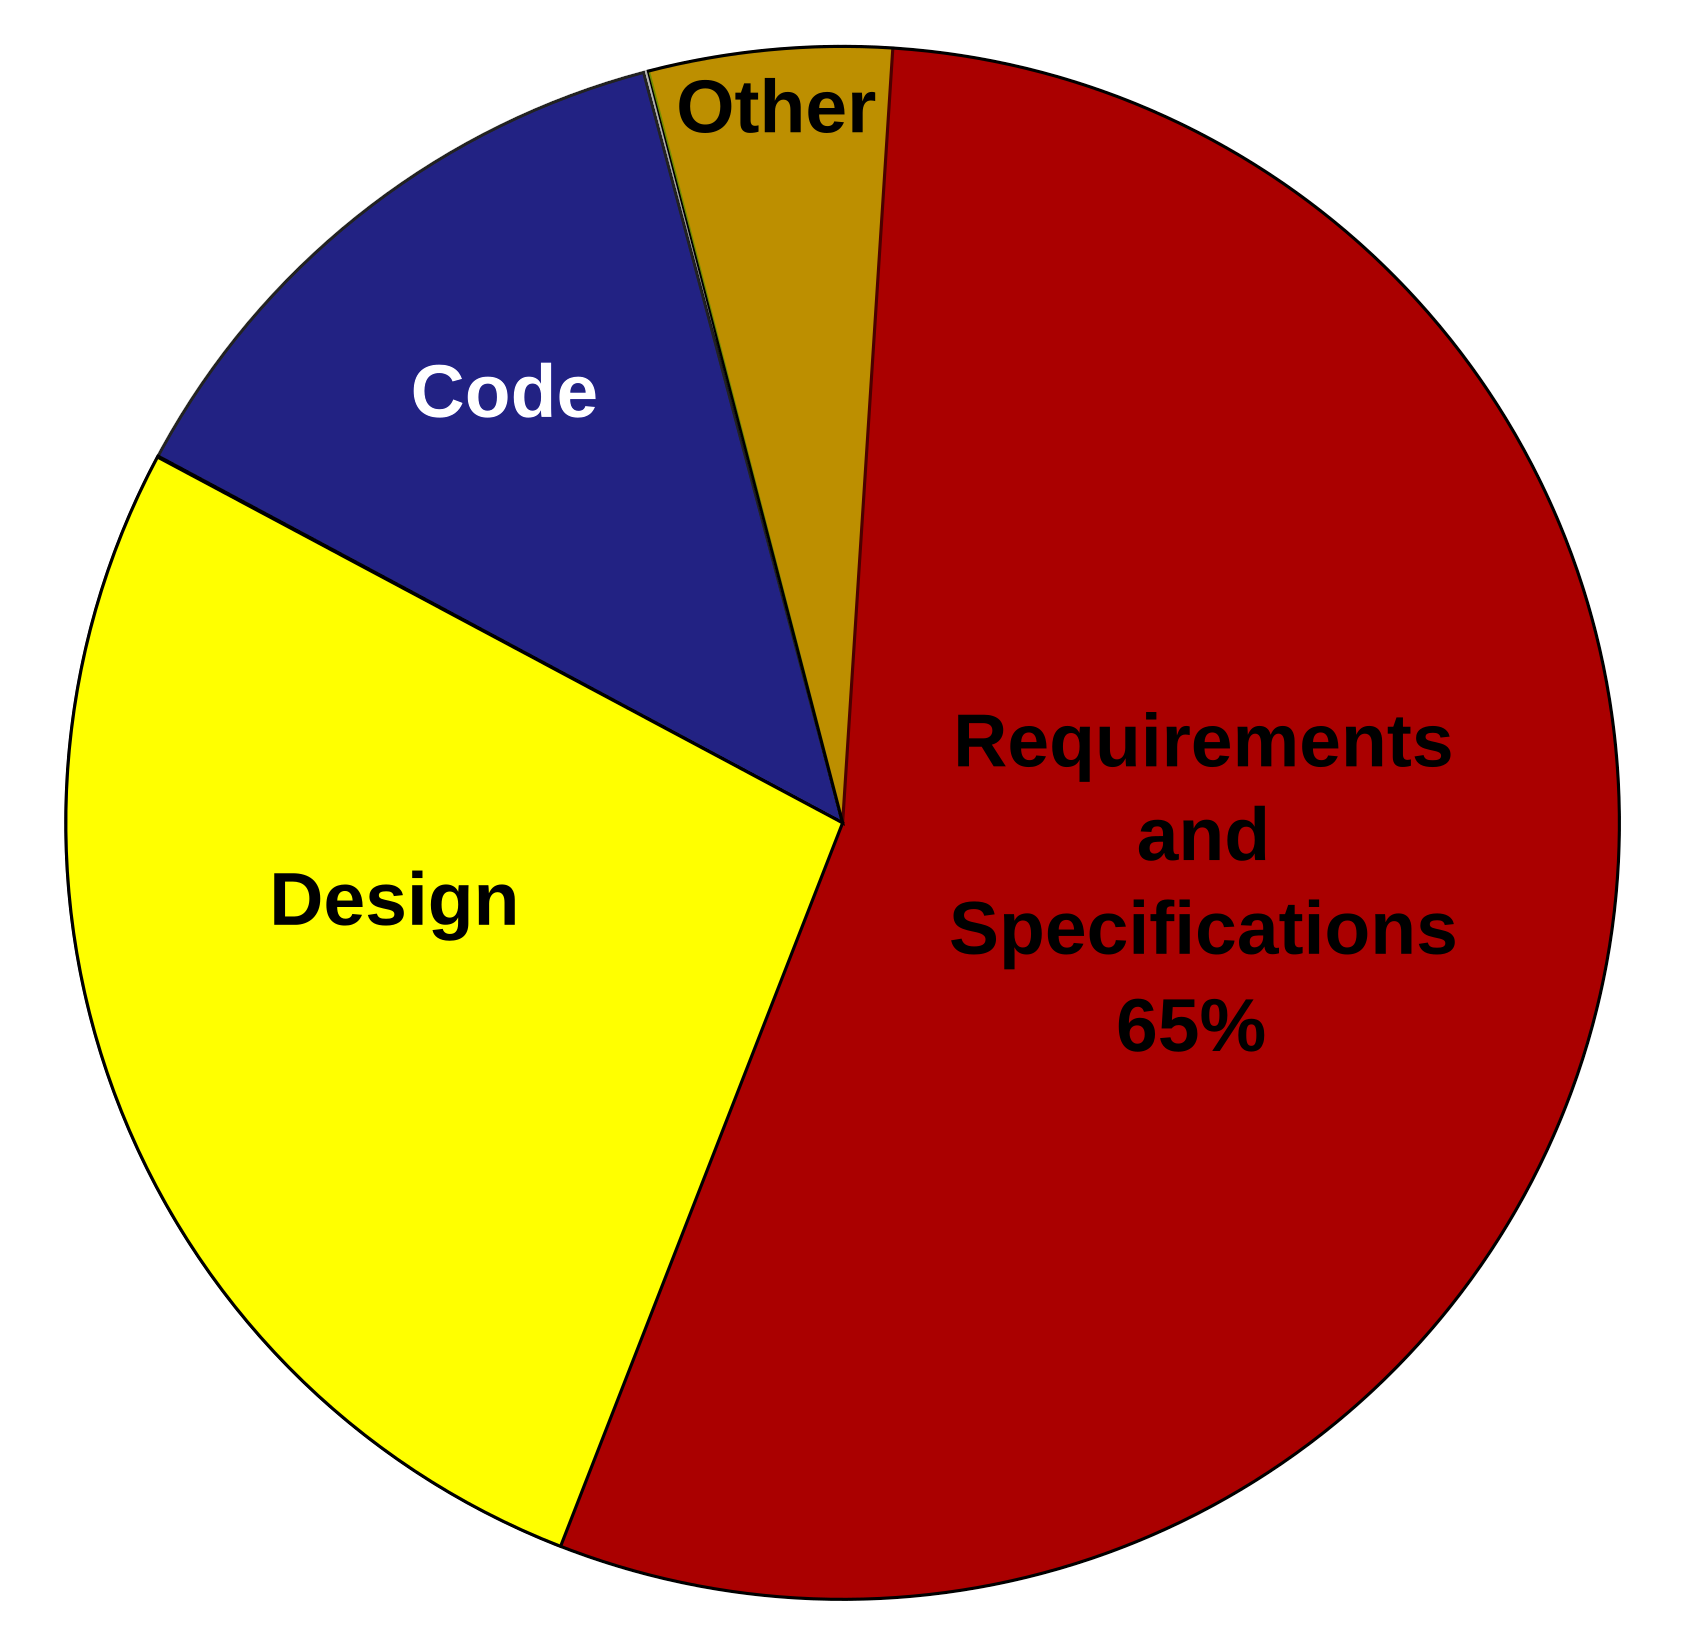 Other
Code
Requirements
and
Specifications
65%
Design